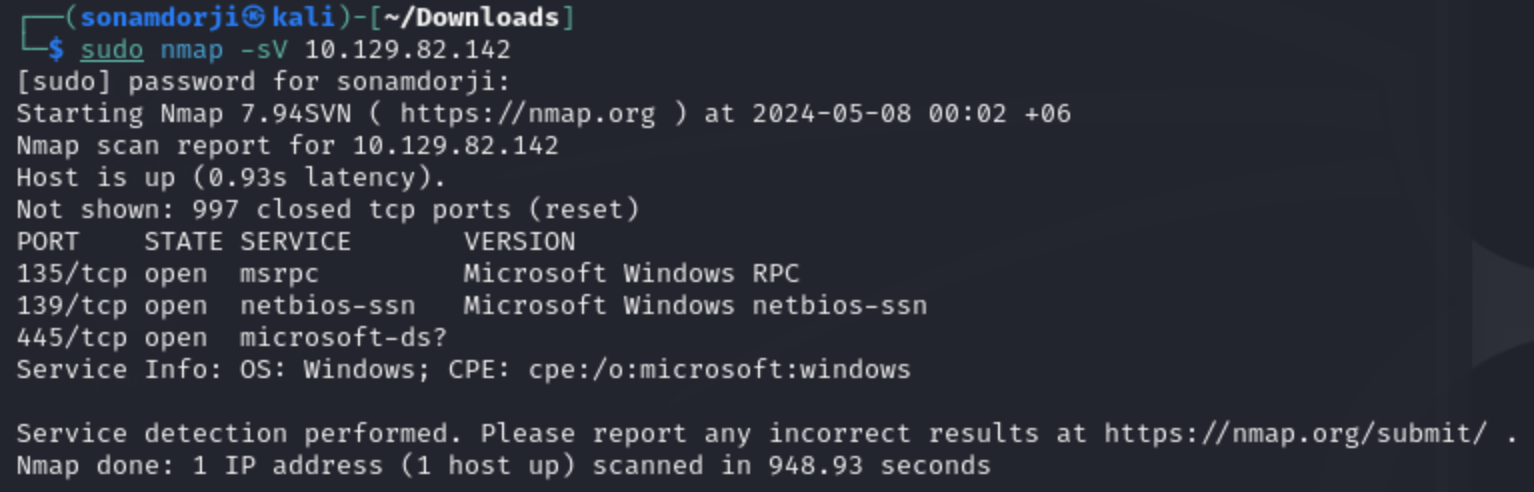 ┌──(sonamdorji㉿kali)-[~/Downloads]
└─$ sudo nmap -sV 10.129.82.142
[sudo] password for sonamdorji:
Starting Nmap 7.94SVN ( https://nmap.org ) at 2024-05-08 00:02 +06
Nmap scan report for 10.129.82.142
Host is up (0.93s latency).
Not shown: 997 closed tcp ports (reset)
PORT    STATE SERVICE       VERSION
135/tcp open  msrpc         Microsoft Windows RPC
139/tcp open  netbios-ssn   Microsoft Windows netbios-ssn
445/tcp open  microsoft-ds?
Service Info: OS: Windows; CPE: cpe:/o:microsoft:windows
Service detection performed. Please report any incorrect results at https://nmap.org/submit/ .
Nmap done: 1 IP address (1 host up) scanned in 948.93 seconds